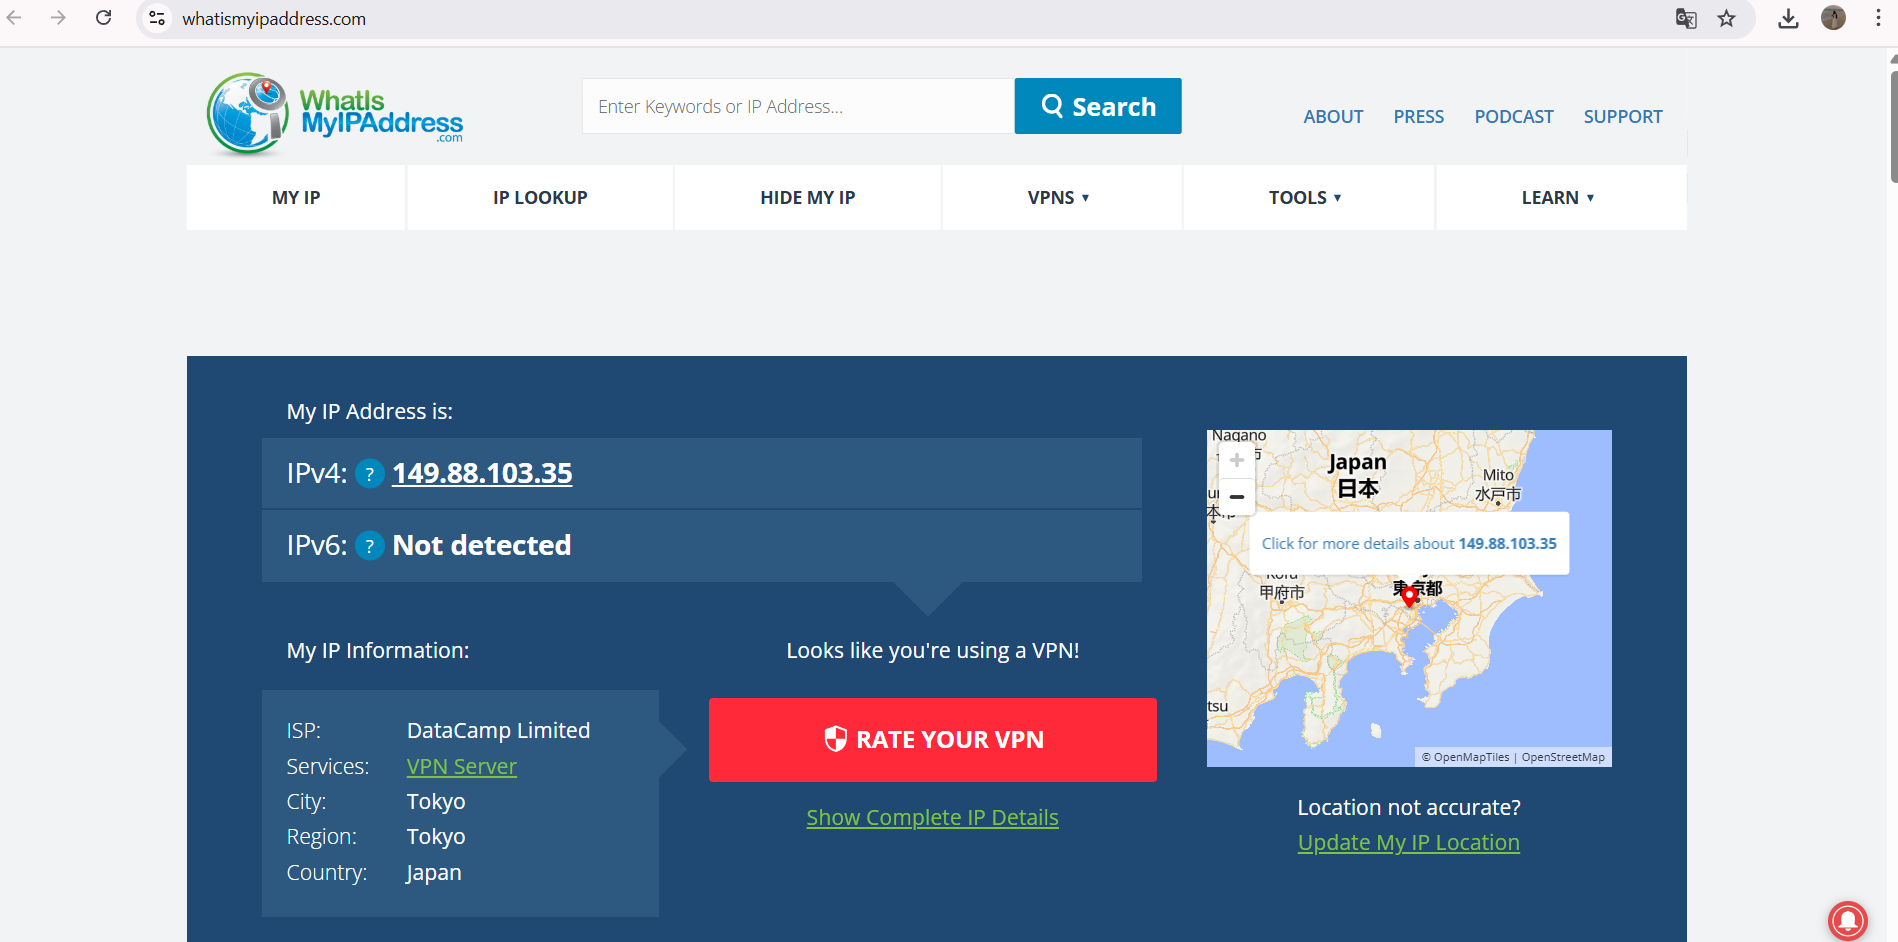 whatismyipaddress.com
WhatIs
MyIPAddress
.com
Enter Keywords or IP Address...
Search
ABOUT
PRESS
PODCAST
SUPPORT
MY IP
IP LOOKUP
HIDE MY IP
VPNS ▾
TOOLS ▾
LEARN ▾
My IP Address is:
IPv4: ? 149.88.103.35
IPv6: ? Not detected
My IP Information:
ISP: DataCamp Limited
Services: VPN Server
City: Tokyo
Region: Tokyo
Country: Japan
Looks like you're using a VPN!
RATE YOUR VPN
Show Complete IP Details
Nagano
Japan
日本
Mito
水戸市
Click for more details about 149.88.103.35
甲府市
東京都
tsu
© OpenMapTiles | OpenStreetMap
Location not accurate?
Update My IP Location